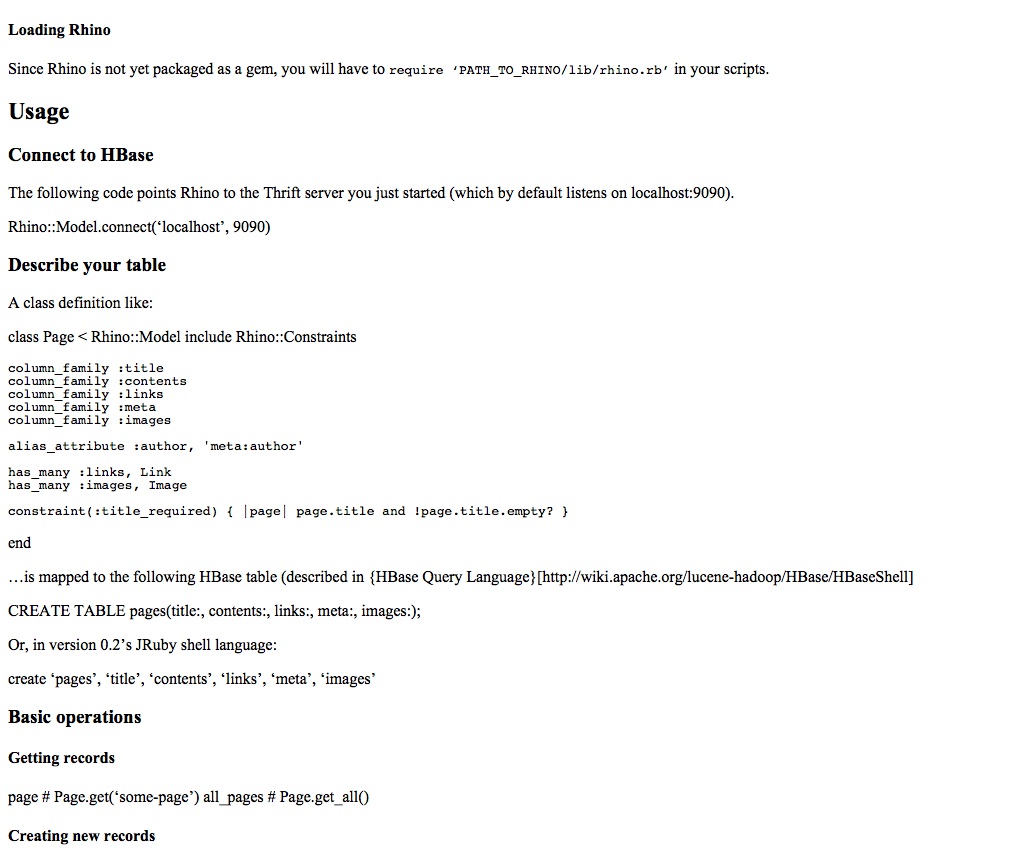 Loading Rhino
Since Rhino is not yet packaged as a gem, you will have to require ‘PATH_TO_RHINO/lib/rhino.rb’ in your scripts.
Usage
Connect to HBase
The following code points Rhino to the Thrift server you just started (which by default listens on localhost:9090).
Rhino::Model.connect(‘localhost’, 9090)
Describe your table
A class definition like:
class Page < Rhino::Model include Rhino::Constraints
column_family :title
column_family :contents
column_family :links
column_family :meta
column_family :images
alias_attribute :author, 'meta:author'
has_many :links, Link
has_many :images, Image
constraint(:title_required) { |page| page.title and !page.title.empty? }
end
…is mapped to the following HBase table (described in {HBase Query Language}[http://wiki.apache.org/lucene-hadoop/HBase/HBaseShell]
CREATE TABLE pages(title:, contents:, links:, meta:, images:);
Or, in version 0.2’s JRuby shell language:
create ‘pages’, ‘title’, ‘contents’, ‘links’, ‘meta’, ‘images’
Basic operations
Getting records
page # Page.get(‘some-page’) all_pages # Page.get_all()
Creating new records